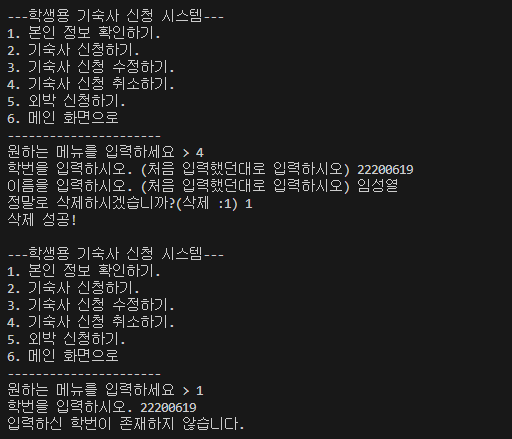 ---학생용 기숙사 신청 시스템---
1. 본인 정보 확인하기.
2. 기숙사 신청하기.
3. 기숙사 신청 수정하기.
4. 기숙사 신청 취소하기.
5. 외박 신청하기.
6. 메인 화면으로
----------------------
원하는 메뉴를 입력하세요 > 4
학번을 입력하시오. (처음 입력했던대로 입력하시오) 22200619
이름을 입력하시오. (처음 입력했던대로 입력하시오) 임성열
정말로 삭제하시겠습니까?(삭제 :1) 1
삭제 성공!
---학생용 기숙사 신청 시스템---
1. 본인 정보 확인하기.
2. 기숙사 신청하기.
3. 기숙사 신청 수정하기.
4. 기숙사 신청 취소하기.
5. 외박 신청하기.
6. 메인 화면으로
----------------------
원하는 메뉴를 입력하세요 > 1
학번을 입력하시오. 22200619
입력하신 학번이 존재하지 않습니다.